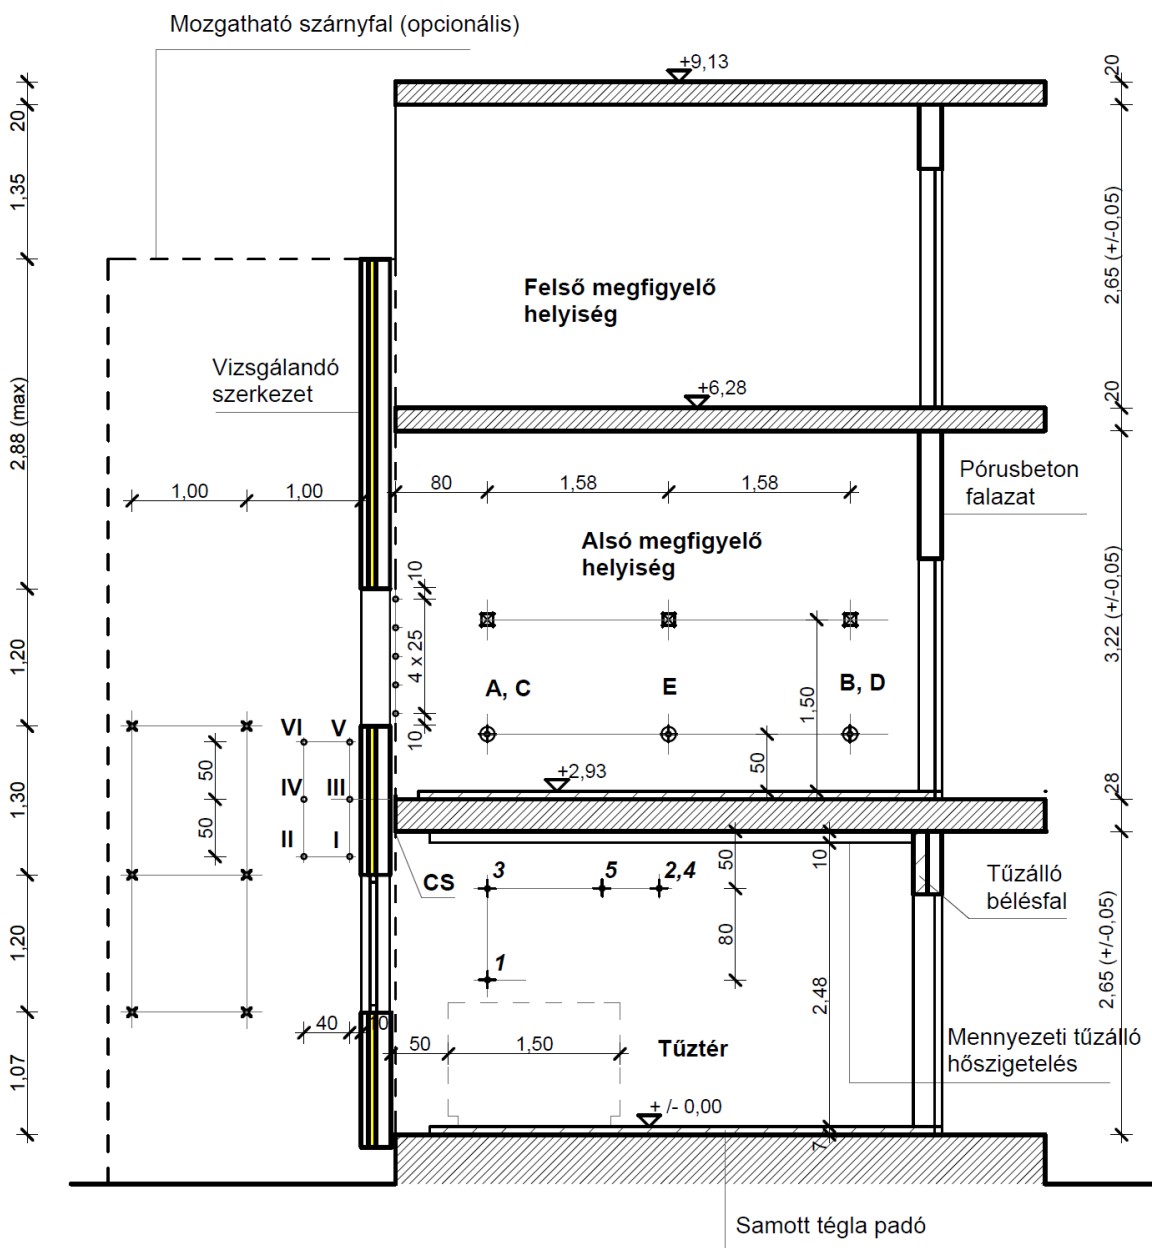 Mozgatható szárnyfal (opcionális)
+9,13
20
20
1,35
2,65 (+/-0,05)
Felső megfigyelő
helyiség
Vizsgálandó
szerkezet
+6,28
20
2,88 (max)
1,00
1,00
80
1,58
1,58
Pórusbeton
falazat
Alsó megfigyelő
helyiség
10
3,22 (+/-0,05)
1,20
4 x 25
A, C
E
B, D
1,50
VI
V
10
50
50
+2,93
IV
III
28
1,30
50
II
I
CS
3
5
2,4
50
10
Tűzálló
bélésfal
1
80
1,20
2,48
2,65 (+/-0,05)
40
10
50
1,50
Tűztér
Mennyezeti tűzálló
hőszigetelés
1,07
+ /- 0,00
7
Samott tégla padó